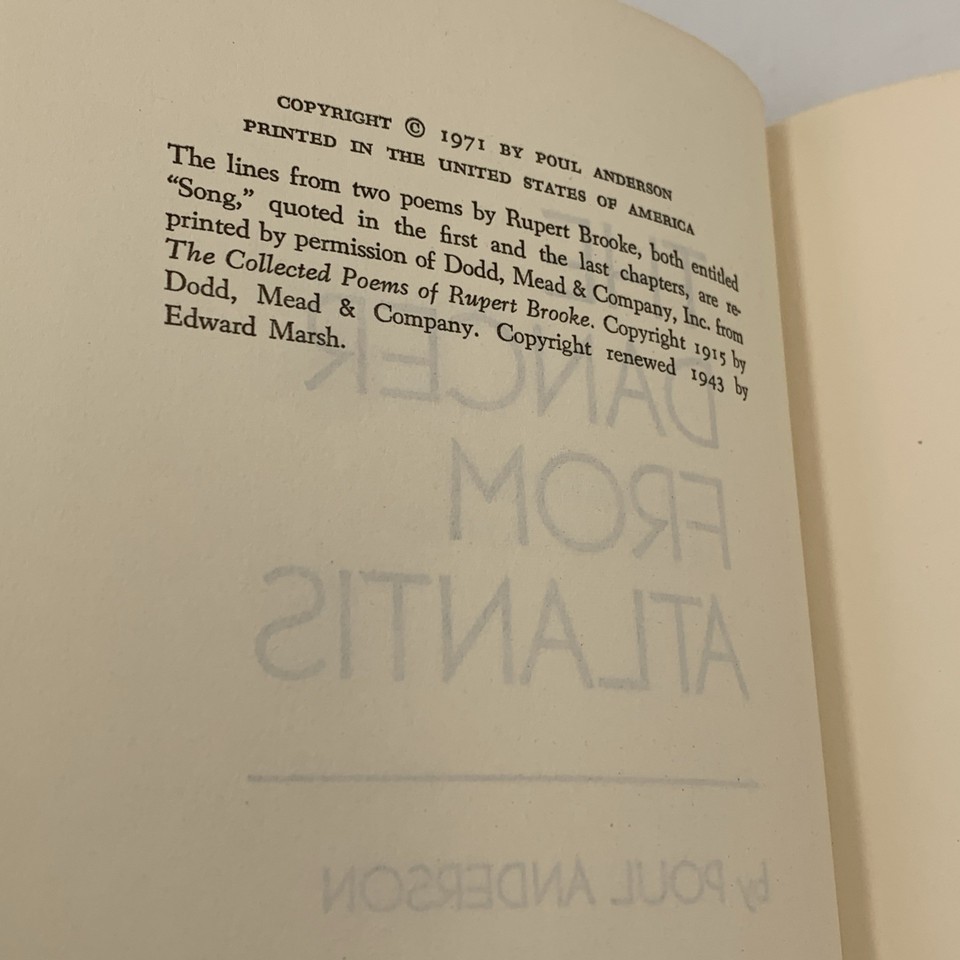 COPYRIGHT © 1971 BY POUL ANDERSON
PRINTED IN THE UNITED STATES OF AMERICA
The lines from two poems by Rupert Brooke, both entitled
“Song,” quoted in the first and the last chapters, are re-
printed by permission of Dodd, Mead & Company, Inc. from
The Collected Poems of Rupert Brooke. Copyright 1915 by
Dodd, Mead & Company. Copyright renewed 1943 by
Edward Marsh.
THE
DANCER
FROM
ATLANTIS
by POUL ANDERSON